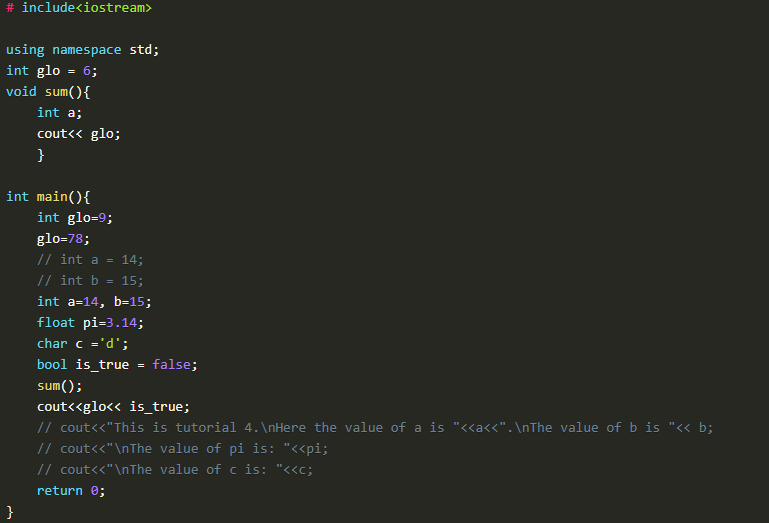 # include<iostream>
using namespace std;
int glo = 6;
void sum(){
    int a;
    cout<< glo;
    }
int main(){
    int glo=9;
    glo=78;
    // int a = 14;
    // int b = 15;
    int a=14, b=15;
    float pi=3.14;
    char c ='d';
    bool is_true = false;
    sum();
    cout<<glo<< is_true;
    // cout<<"This is tutorial 4.\nHere the value of a is "<<a<<".\nThe value of b is "<< b;
    // cout<<"\nThe value of pi is: "<<pi;
    // cout<<"\nThe value of c is: "<<c;
    return 0;
}